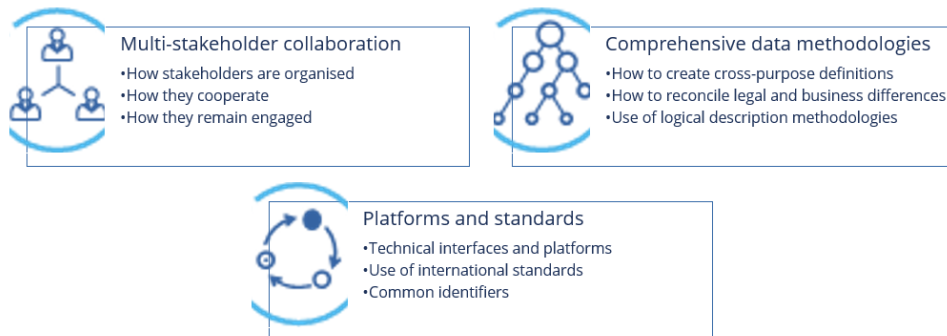 Multi-stakeholder collaboration
•How stakeholders are organised
•How they cooperate
•How they remain engaged
Comprehensive data methodologies
•How to create cross-purpose definitions
•How to reconcile legal and business differences
•Use of logical description methodologies
Platforms and standards
•Technical interfaces and platforms
•Use of international standards
•Common identifiers